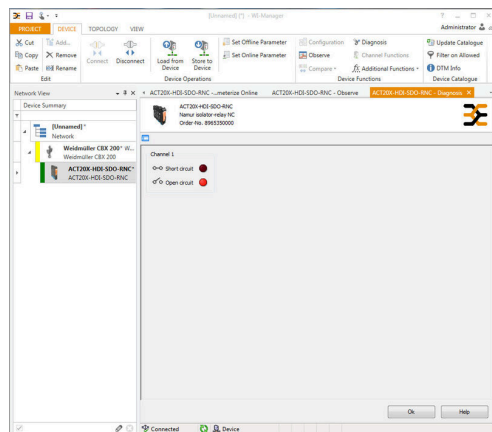 [Unnamed] (*) - WI-Manager
PROJECT DEVICE TOPOLOGY VIEW Administrator
Cut Add... Set Offline Parameter Configuration Diagnosis Update Catalogue
Copy Remove Connect Disconnect Load from Device Store to Device Set Online Parameter Observe Channel Functions Filter on Allowed
Paste Rename Compare Additional Functions DTM Info
Edit Device Operations Device Functions Device Catalogue
Network View ACT20X-HDI-SDO-RNC -...meterize Online ACT20X-HDI-SDO-RNC - Observe ACT20X-HDI-SDO-RNC - Diagnosis
Device Summary
ACT20X-HDI-SDO-RNC
Namur isolator-relay NC
Order-No. 8965350000
[Unnamed]*
Network
Weidmüller CBX 200* W...
Weidmüller CBX 200
ACT20X-HDI-SDO-RNC*
ACT20X-HDI-SDO-RNC
Channel 1
Short circuit
Open circuit
Ok Help
Connected Device